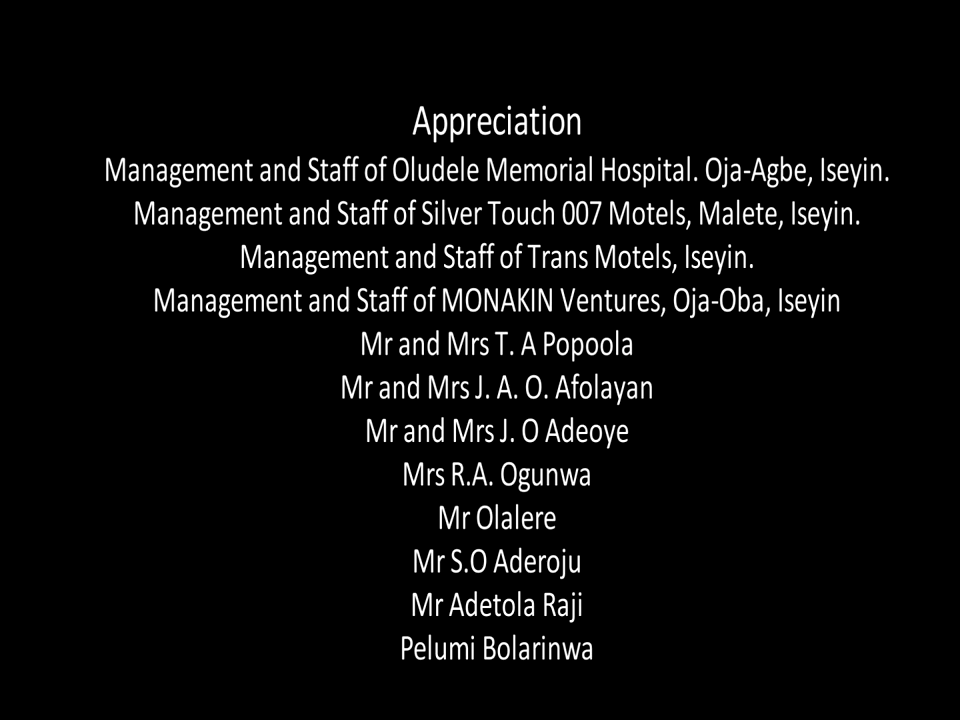 Appreciation
Management and Staff of Oludele Memorial Hospital. Oja-Agbe, Iseyin.
Management and Staff of Silver Touch 007 Motels, Malete, Iseyin.
Management and Staff of Trans Motels, Iseyin.
Management and Staff of MONAKIN Ventures, Oja-Oba, Iseyin
Mr and Mrs T. A Popoola
Mr and Mrs J. A. O. Afolayan
Mr and Mrs J. O Adeoye
Mrs R.A. Ogunwa
Mr Olalere
Mr S.O Aderoju
Mr Adetola Raji
Pelumi Bolarinwa